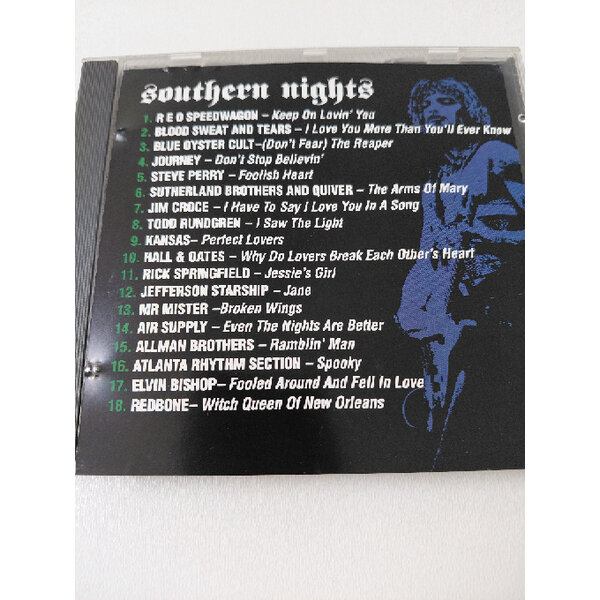 southern nights
1. R E O SPEEDWAGON – Keep On Lovin' You
2. BLOOD SWEAT AND TEARS – I Love You More Than You'll Ever Know
3. BLUE OYSTER CULT–(Don't Fear) The Reaper
4. JOURNEY – Don't Stop Believin'
5. STEVE PERRY – Foolish Heart
6. SUTHERLAND BROTHERS AND QUIVER – The Arms Of Mary
7. JIM CROCE – I Have To Say I Love You In A Song
8. TODD RUNDGREN – I Saw The Light
9. KANSAS– Perfect Lovers
10. HALL & OATES – Why Do Lovers Break Each Other's Heart
11. RICK SPRINGFIELD – Jessie's Girl
12. JEFFERSON STARSHIP – Jane
13. MR MISTER –Broken Wings
14. AIR SUPPLY – Even The Nights Are Better
15. ALLMAN BROTHERS – Ramblin' Man
16. ATLANTA RHYTHM SECTION – Spooky
17. ELVIN BISHOP– Fooled Around And Fell In Love
18. REDBONE– Witch Queen Of New Orleans